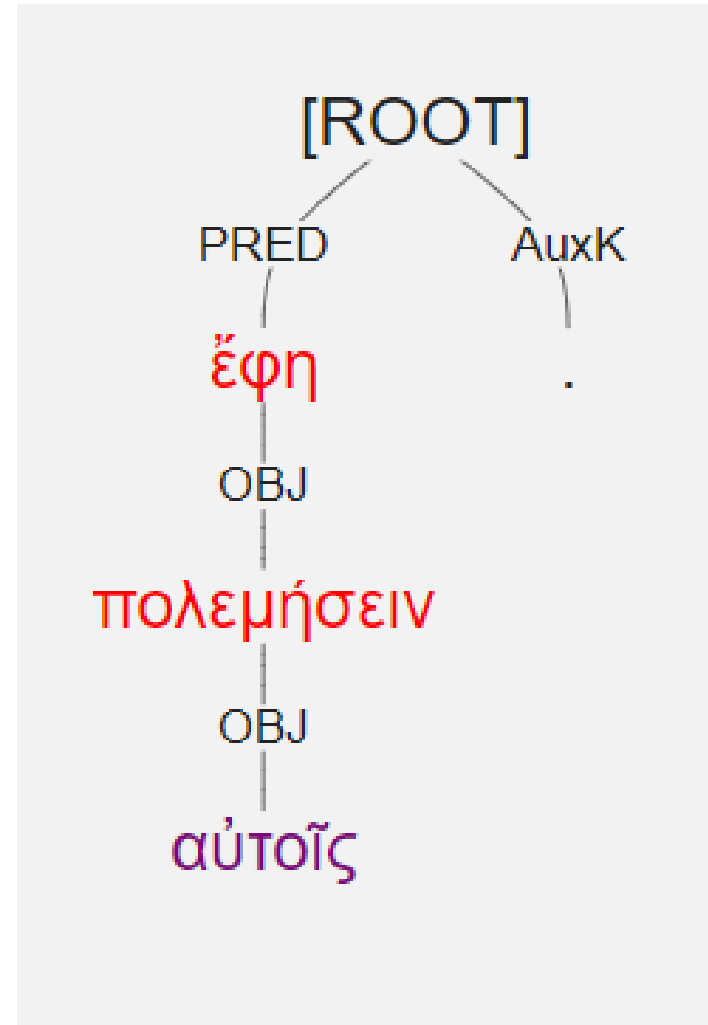 [ROOT]
PRED AuxK
ἔφη .
OBJ
πολεμήσειν
OBJ
αὐτοῖς